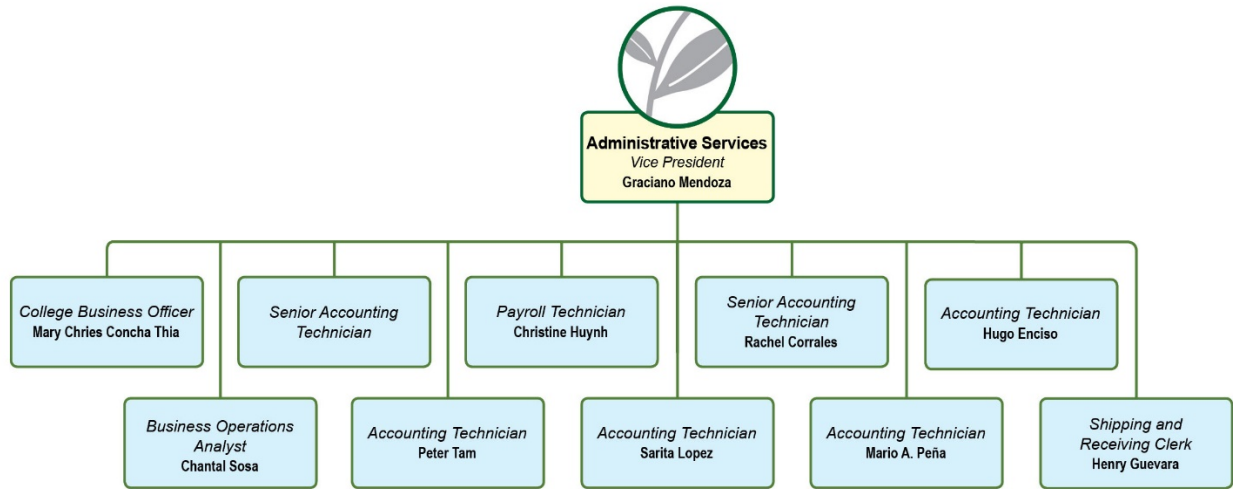 Administrative Services
Vice President
Graciano Mendoza
College Business Officer
Mary Chries Concha Thia
Senior Accounting
Technician
Payroll Technician
Christine Huynh
Senior Accounting
Technician
Rachel Corrales
Accounting Technician
Hugo Enciso
Business Operations
Analyst
Chantal Sosa
Accounting Technician
Peter Tam
Accounting Technician
Sarita Lopez
Accounting Technician
Mario A. Peña
Shipping and
Receiving Clerk
Henry Guevara